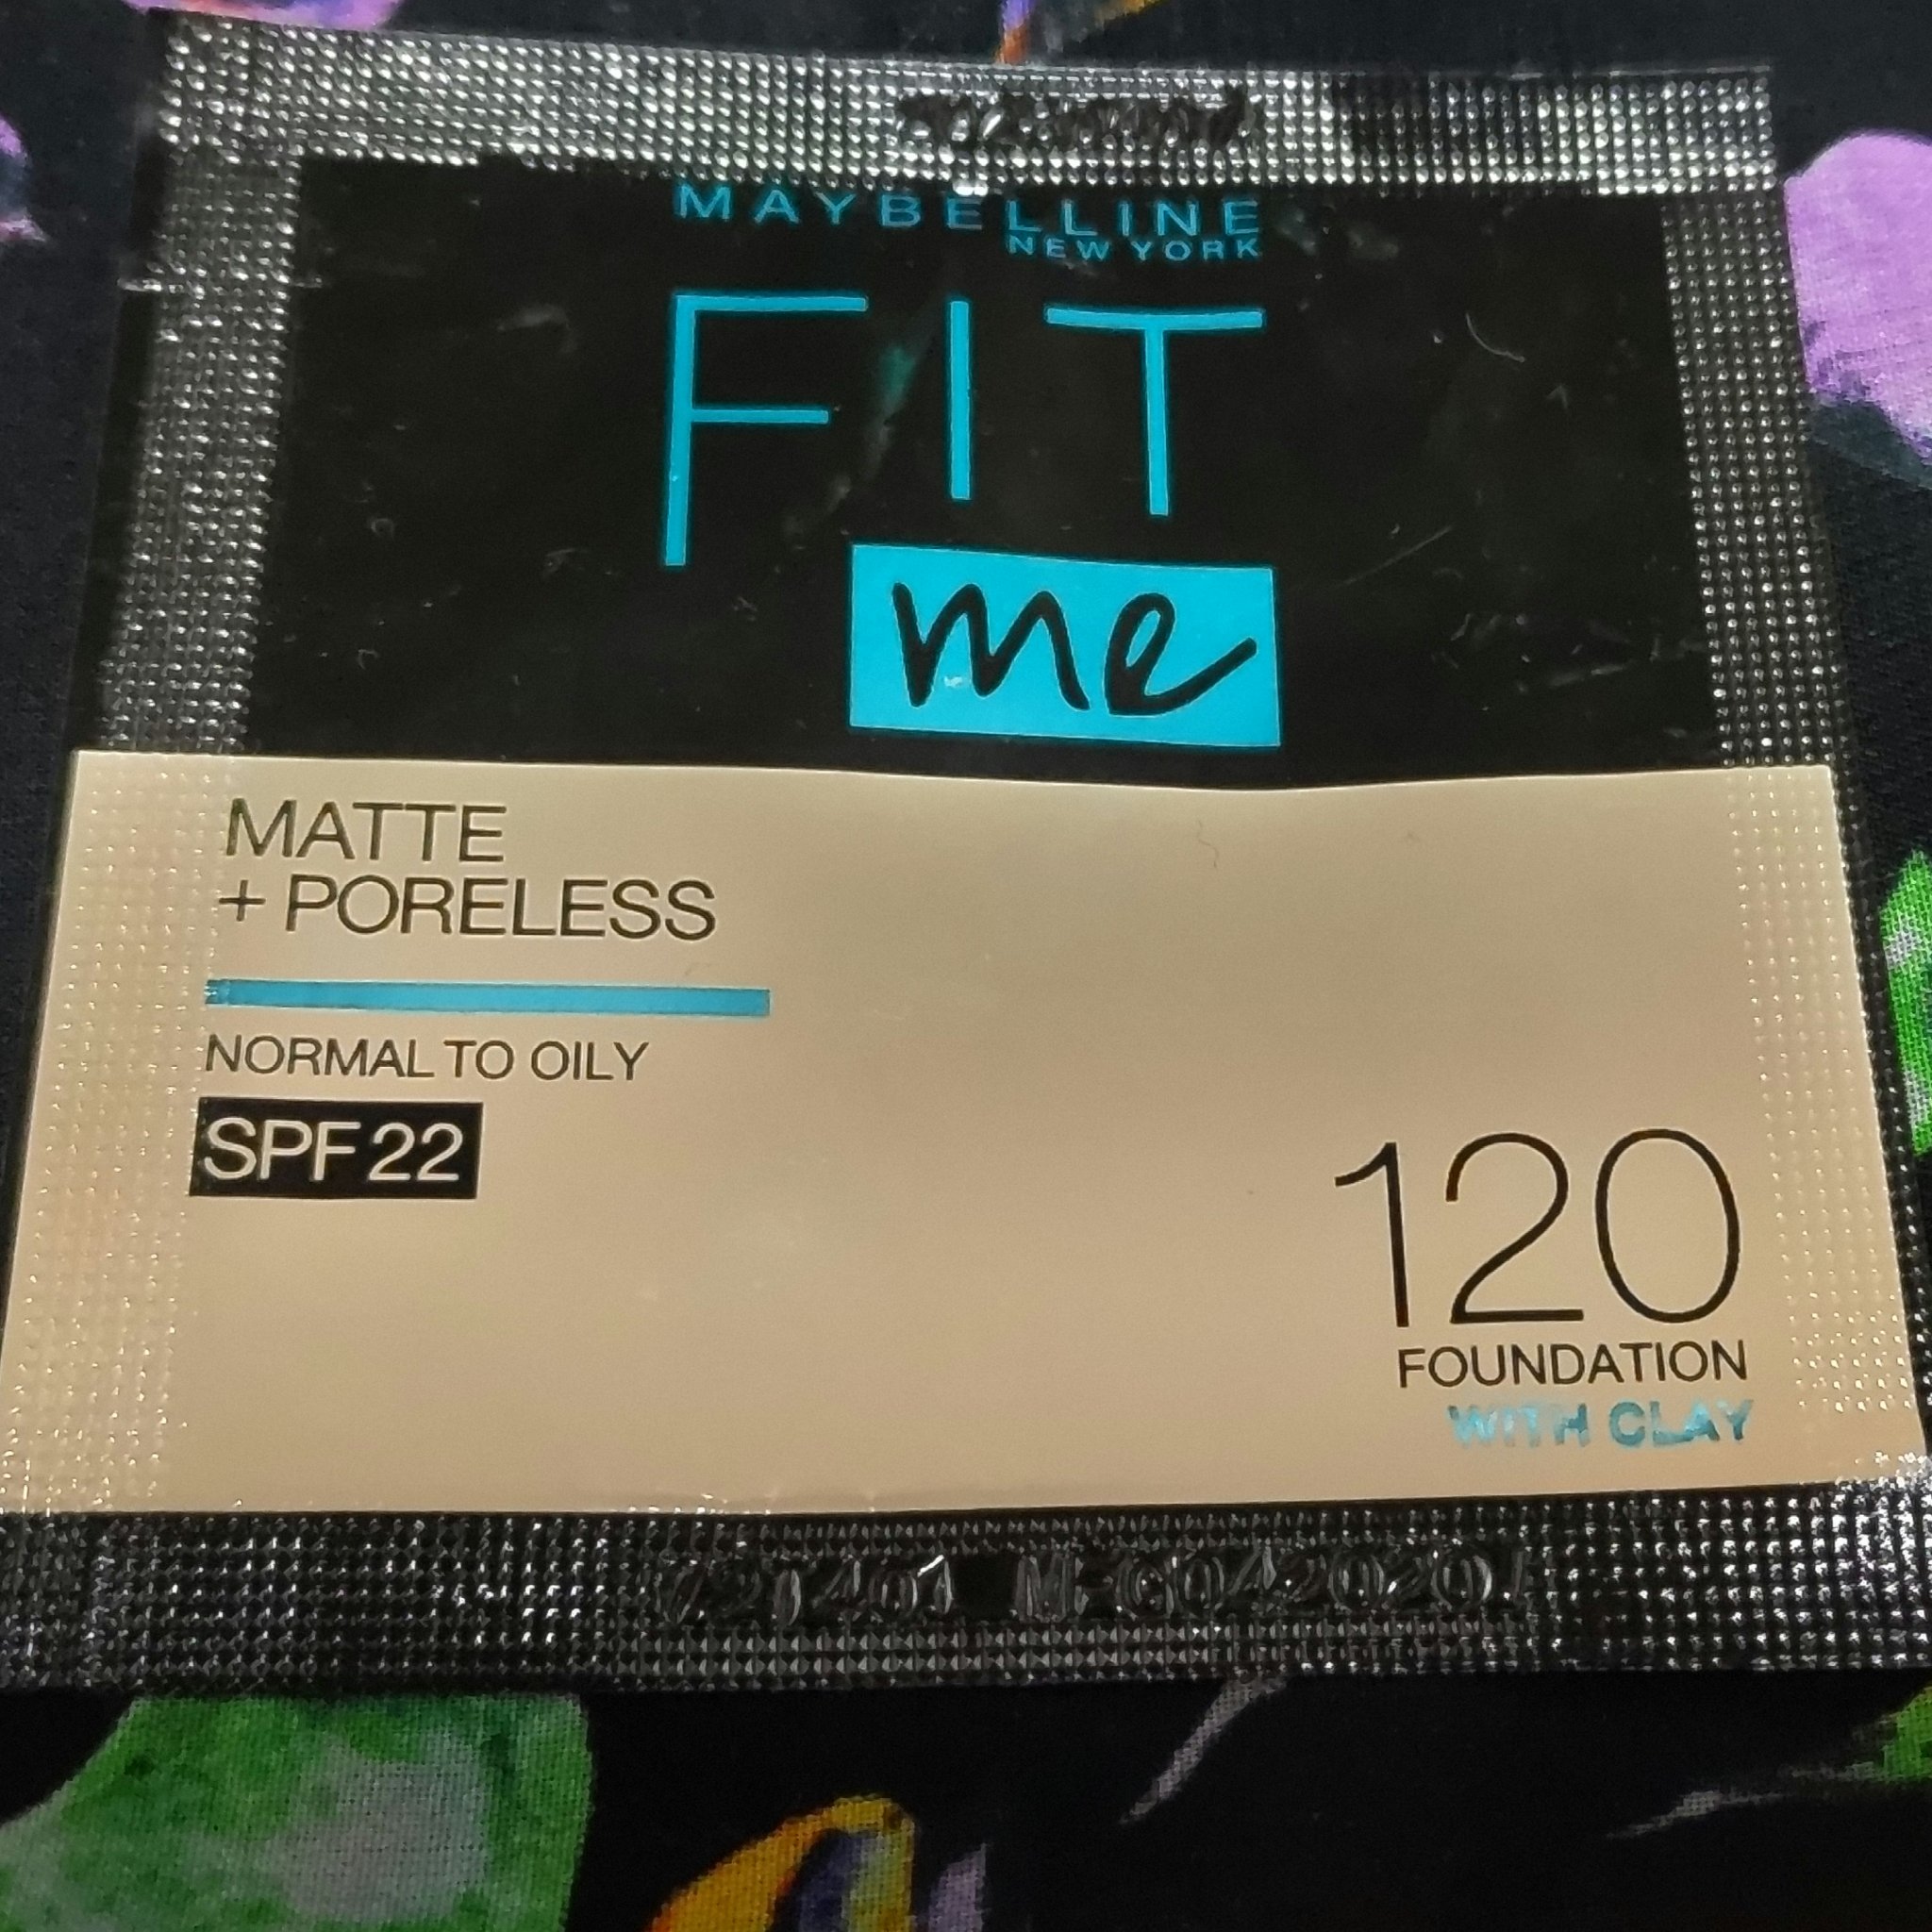 MAYBELLINE
NEW YORK
FIT
me
MATTE
+ PORELESS
NORMAL TO OILY
SPF 22
120
FOUNDATION
WITH CLAY